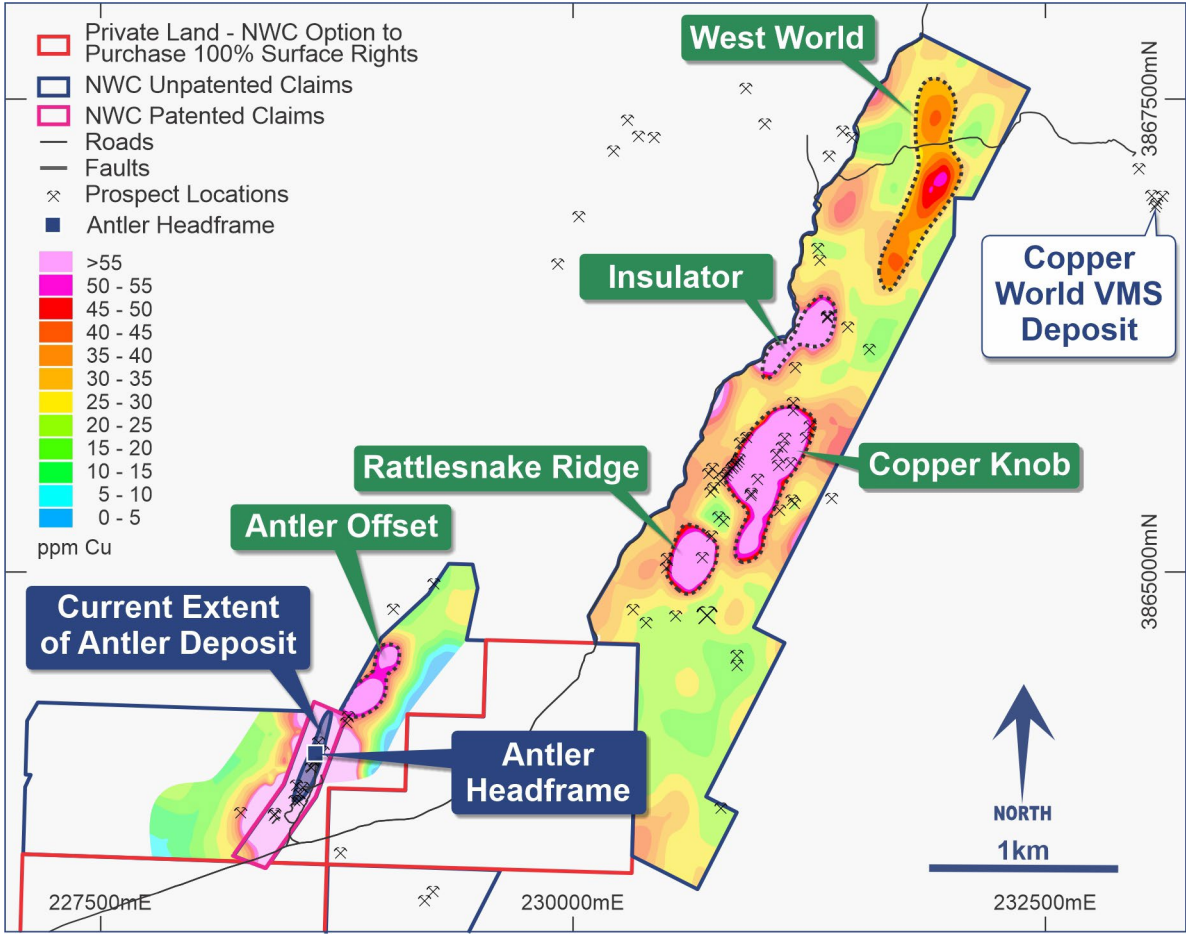 Private Land - NWC Option to
Purchase 100% Surface Rights
NWC Unpatented Claims
NWC Patented Claims
Roads
Faults
Prospect Locations
Antler Headframe
>55
50 - 55
45 - 50
40 - 45
35 - 40
30 - 35
25 - 30
20 - 25
15 - 20
10 - 15
5 - 10
0 - 5
ppm Cu
West World
3867500mN
Insulator
Copper
World VMS
Deposit
Rattlesnake Ridge
Copper Knob
Antler Offset
3865000mN
Current Extent
of Antler Deposit
Antler
Headframe
NORTH
1km
227500mE
230000mE
232500mE